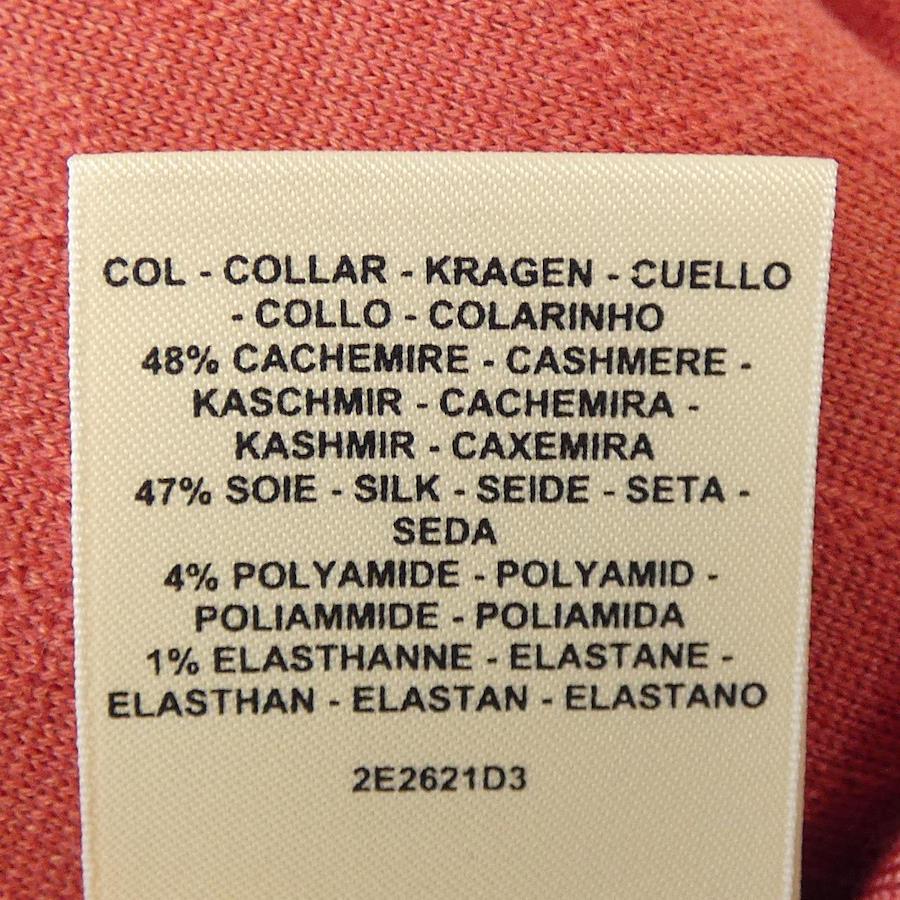 COL - COLLAR - KRAGEN - CUELLO
- COLLO - COLARINHO
48% CACHEMIRE - CASHMERE -
KASCHMIR - CACHEMIRA -
KASHMIR - CAXEMIRA
47% SOIE - SILK - SEIDE - SETA -
SEDA
4% POLYAMIDE - POLYAMID -
POLIAMMIDE - POLIAMIDA
1% ELASTHANNE - ELASTANE -
ELASTHAN - ELASTAN - ELASTANO
2E2621D3